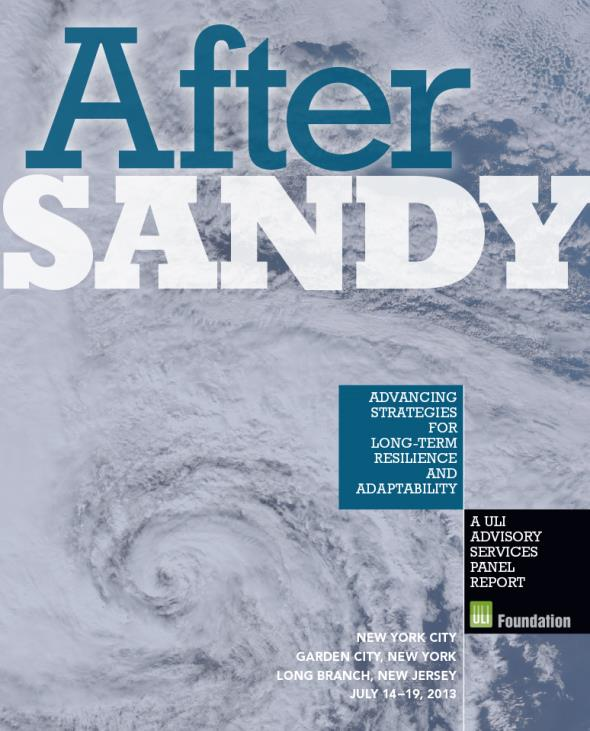 After
SANDY
ADVANCING
STRATEGIES
FOR
LONG-TERM
RESILIENCE
AND
ADAPTABILITY
A ULI
ADVISORY
SERVICES
PANEL
REPORT
ULI Foundation
NEW YORK CITY
GARDEN CITY, NEW YORK
LONG BRANCH, NEW JERSEY
JULY 14–19, 2013